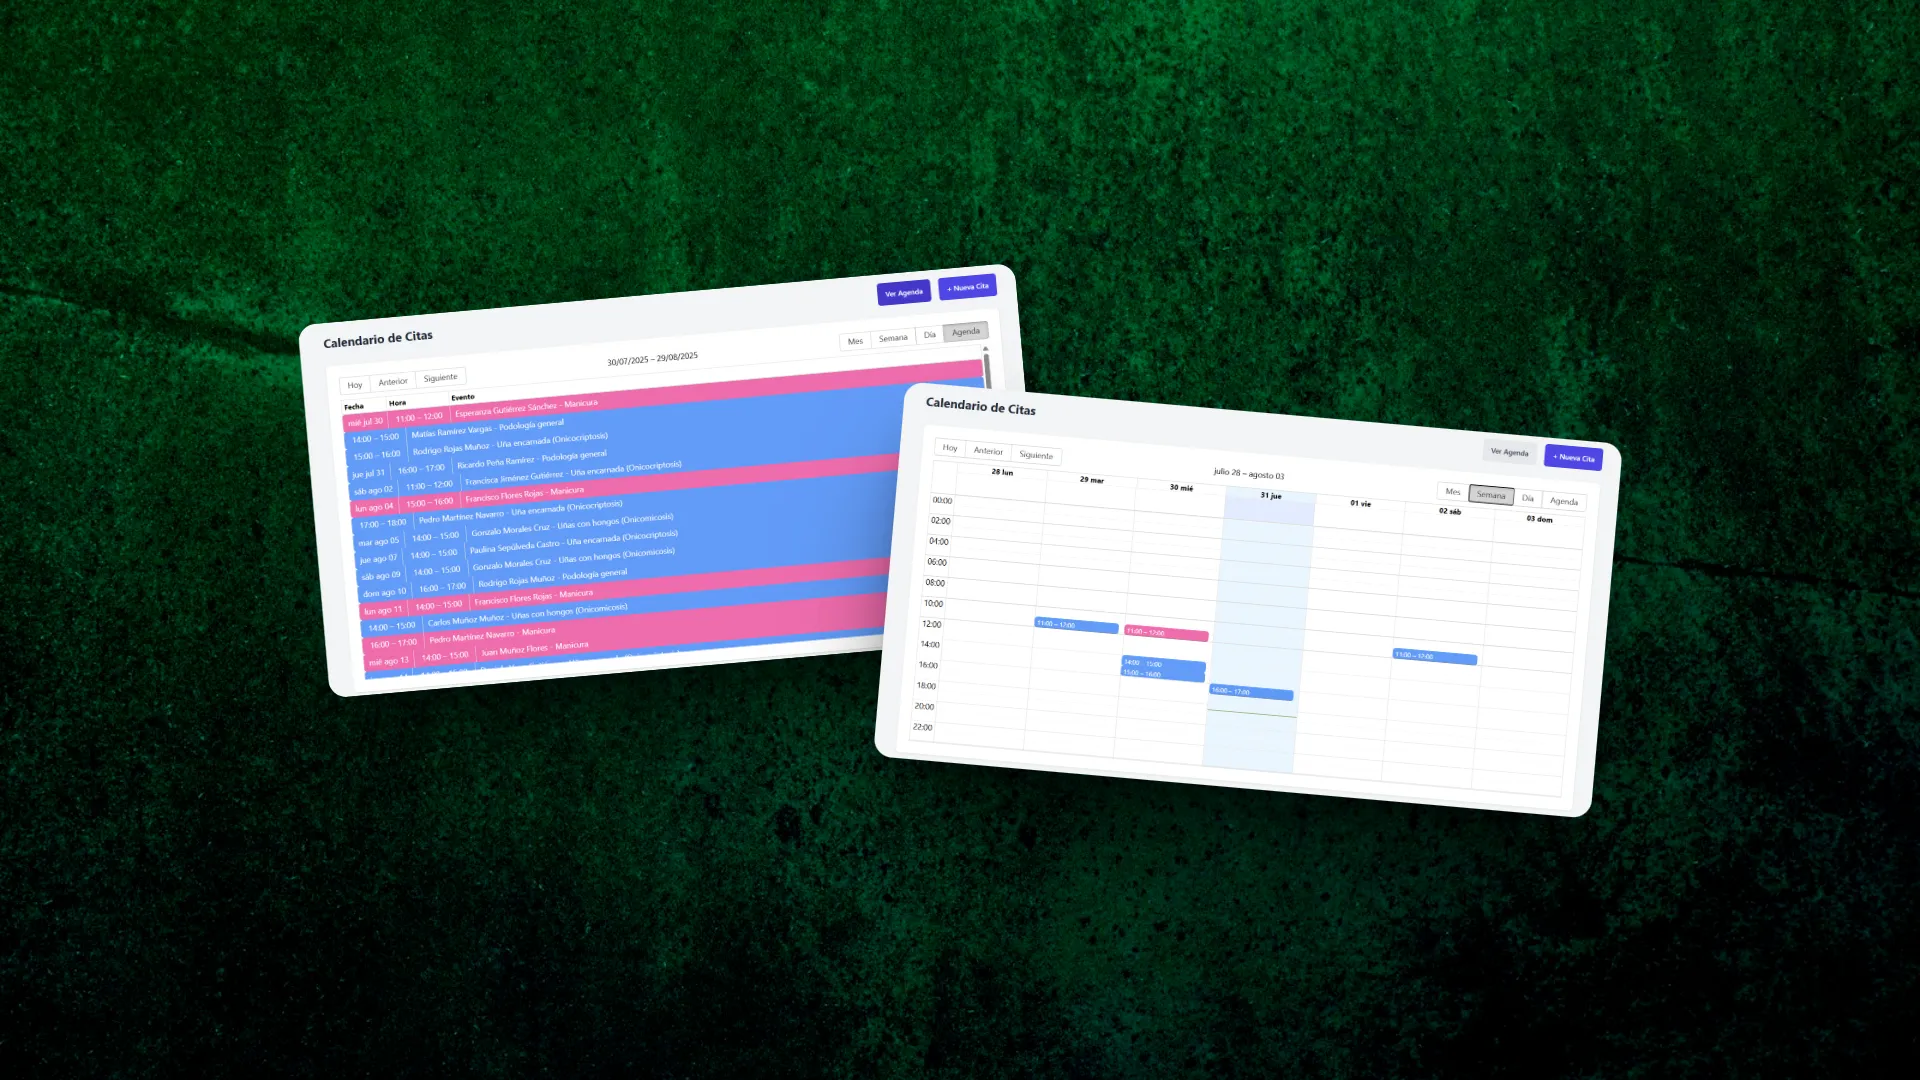 Calendario de Citas
Ver Agenda
+ Nueva Cita
Hoy Anterior Siguiente
30/07/2025 – 29/08/2025
Mes Semana Día Agenda
Fecha Hora Evento
mié jul 30 11:00 – 12:00 Esperanza Gutiérrez Sánchez - Manicura
14:00 – 15:00 Matías Ramírez Vargas - Podología general
15:00 – 16:00 Rodrigo Rojas Muñoz - Uña encarnada (Onicocriptosis)
jue jul 31 16:00 – 17:00 Ricardo Peña Ramírez - Podología general
sáb ago 02 11:00 – 12:00 Francisca Jiménez Gutiérrez - Uña encarnada (Onicocriptosis)
lun ago 04 15:00 – 16:00 Francisco Flores Rojas - Manicura
17:00 – 18:00 Pedro Martínez Navarro - Uña encarnada (Onicocriptosis)
mar ago 05 14:00 – 15:00 Gonzalo Morales Cruz - Uñas con hongos (Onicomicosis)
jue ago 07 14:00 – 15:00 Paulina Sepúlveda Castro - Uña encarnada (Onicocriptosis)
sáb ago 09 14:00 – 15:00 Gonzalo Morales Cruz - Uñas con hongos (Onicomicosis)
dom ago 10 16:00 – 17:00 Rodrigo Rojas Muñoz - Podología general
lun ago 11 14:00 – 15:00 Francisco Flores Rojas - Manicura
14:00 – 15:00 Carlos Muñoz Muñoz - Uñas con hongos (Onicomicosis)
16:00 – 17:00 Pedro Martínez Navarro - Manicura
mié ago 13 14:00 – 15:00 Juan Muñoz Flores - Manicura
Calendario de Citas
Ver Agenda
+ Nueva Cita
Hoy Anterior Siguiente
julio 28 – agosto 03
Mes Semana Día Agenda
28 lun 29 mar 30 mié 31 jue 01 vie 02 sáb 03 dom
00:00
02:00
04:00
06:00
08:00
10:00
12:00
14:00
16:00
18:00
20:00
22:00
11:00 – 12:00
11:00 – 12:00
14:00 – 15:00
15:00 – 16:00
16:00 – 17:00
11:00 – 12:00